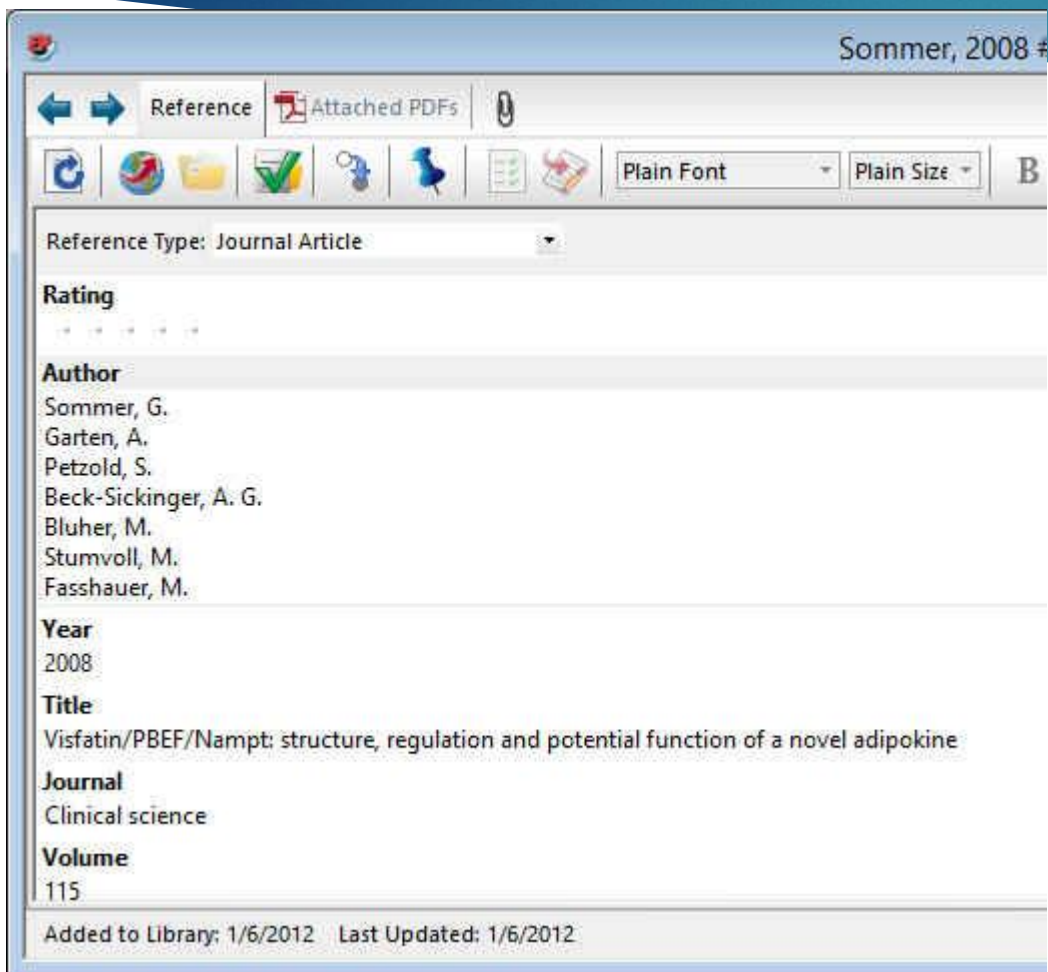 Sommer, 2008 #
Reference Attached PDFs
Plain Font Plain Size B
Reference Type: Journal Article
Rating
Author
Sommer, G.
Garten, A.
Petzold, S.
Beck-Sickinger, A. G.
Bluher, M.
Stumvoll, M.
Fasshauer, M.
Year
2008
Title
Visfatin/PBEF/Nampt: structure, regulation and potential function of a novel adipokine
Journal
Clinical science
Volume
115
Added to Library: 1/6/2012 Last Updated: 1/6/2012